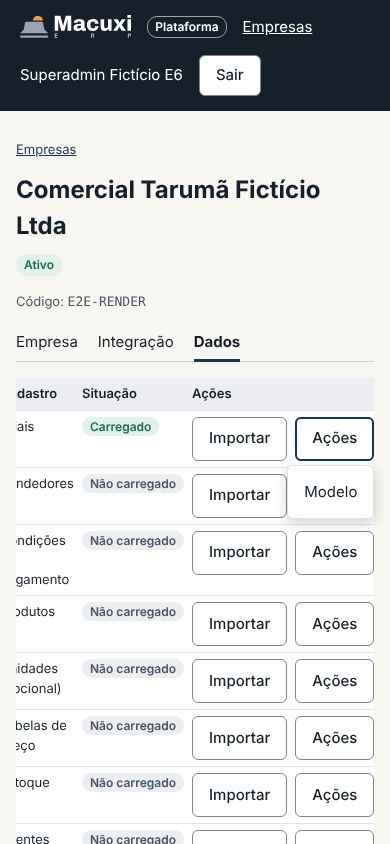 Macuxi
E R P
Plataforma
Empresas
Superadmin Fictício E6
Sair
Empresas
Comercial Tarumã Fictício
Ltda
Ativo
Código: E2E-RENDER
Empresa Integração Dados
dastro Situação Ações
iais Carregado Importar Ações
ndedores Não carregado Importar
Modelo
ondições Não carregado Importar Ações
gamento
odutos Não carregado Importar Ações
idades Não carregado Importar Ações
pcional)
belas de Não carregado Importar Ações
eço
toque Não carregado Importar Ações
entes Não carregado